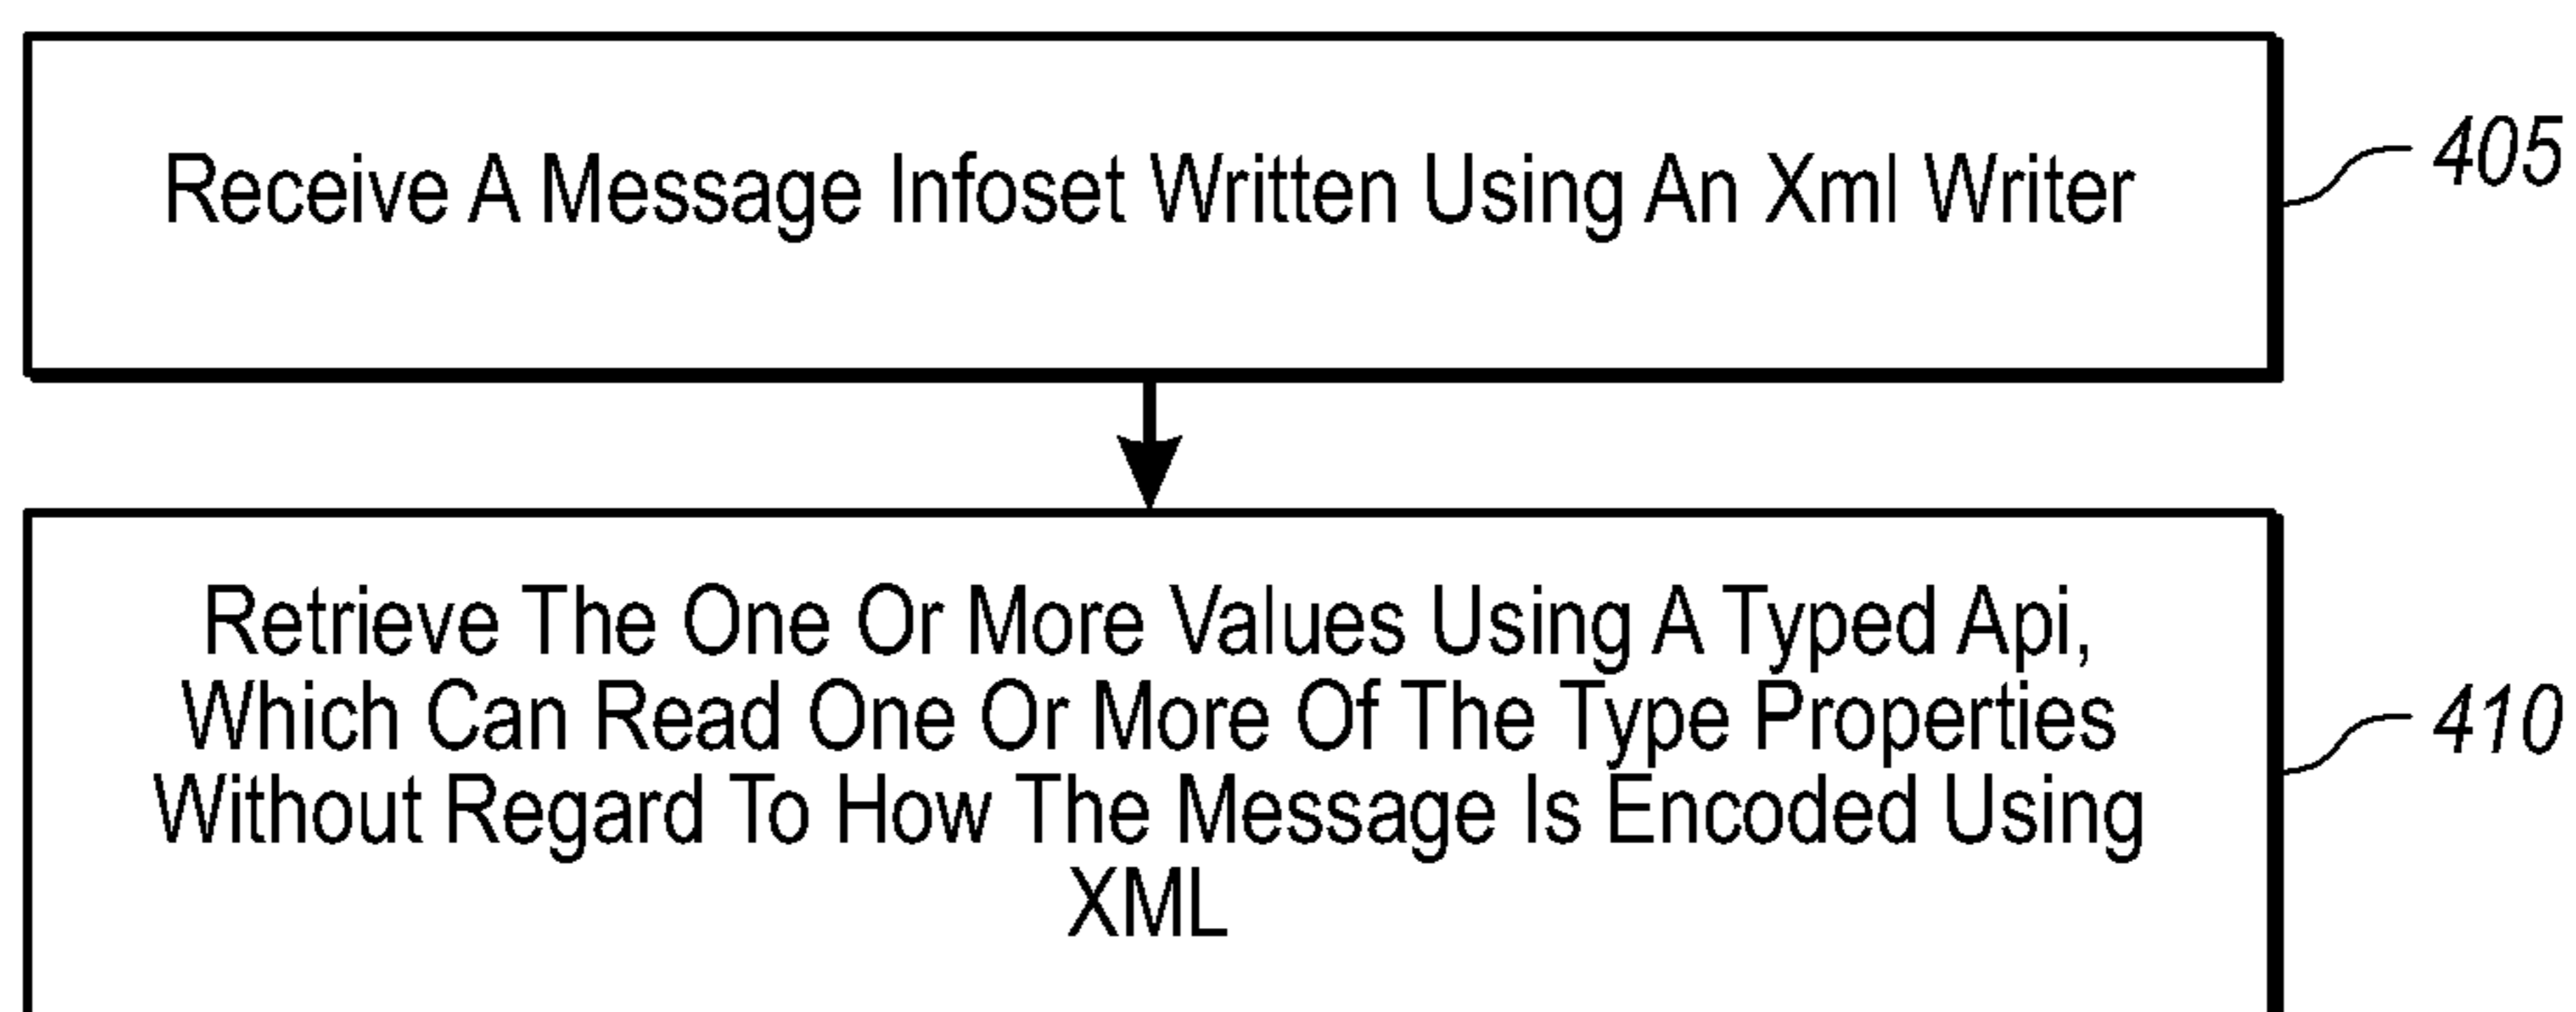 Receive A Message Infoset Written Using An Xml Writer
405
Retrieve The One Or More Values Using A Typed Api,
Which Can Read One Or More Of The Type Properties
Without Regard To How The Message Is Encoded Using
XML
410